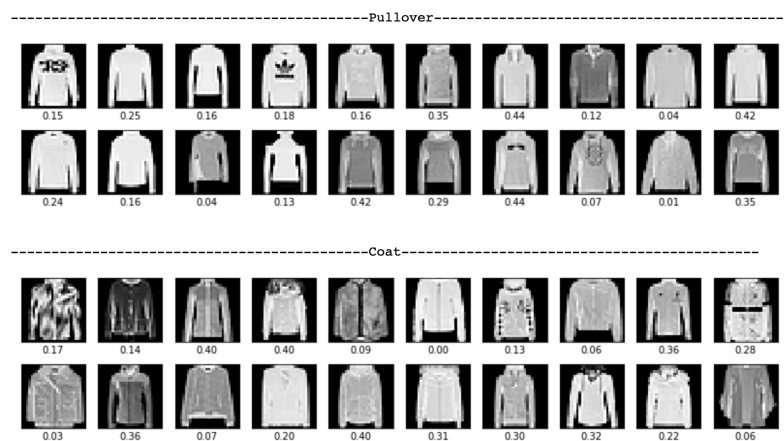 -----------------------------------------Pullover-----------------------------------------
0.15 0.25 0.16 0.18 0.16 0.35 0.44 0.12 0.04 0.42
0.24 0.16 0.04 0.13 0.42 0.29 0.44 0.07 0.01 0.35
-----------------------------------------Coat-----------------------------------------
0.17 0.14 0.40 0.40 0.09 0.00 0.13 0.06 0.36 0.28
0.03 0.36 0.07 0.20 0.40 0.31 0.30 0.32 0.22 0.06